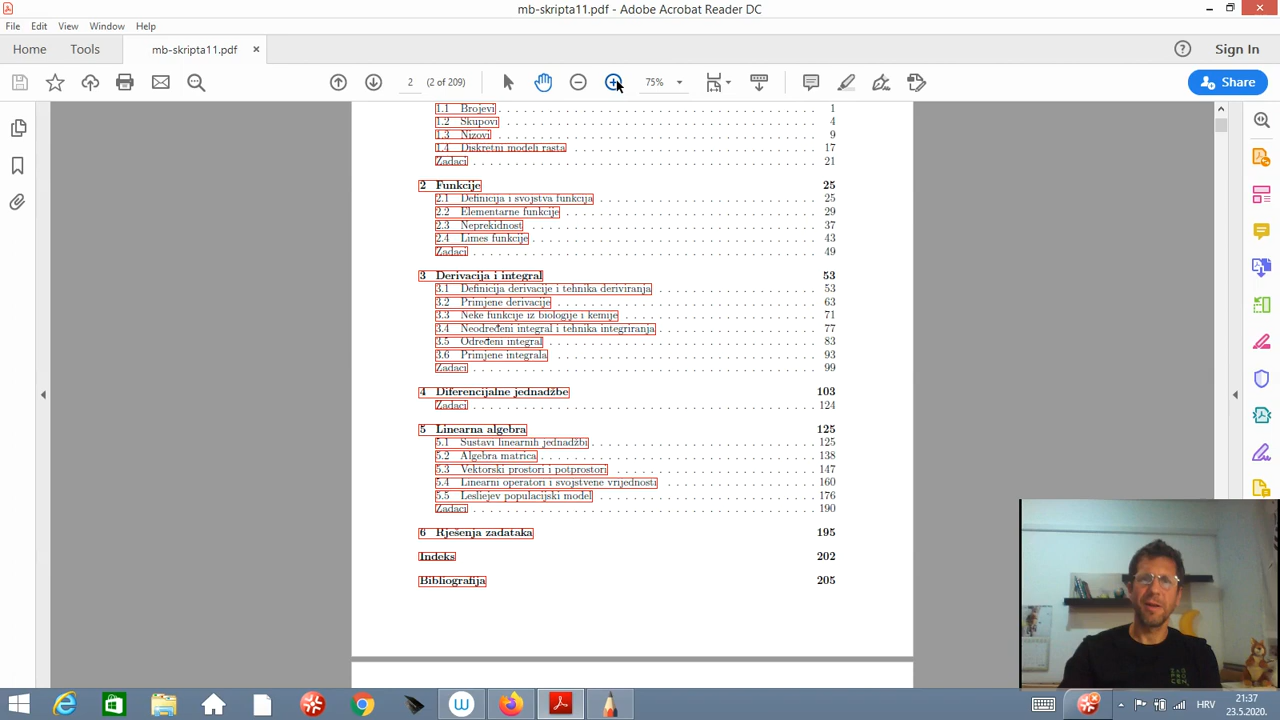 mb-skripta11.pdf - Adobe Acrobat Reader DC
File Edit View Window Help
Home Tools mb-skripta11.pdf × Sign In
2 (2 of 209) 75% Share
1.1 Brojevi 1
1.2 Skupovi 4
1.3 Nizovi 9
1.4 Diskretni modeli rasta 17
Zadaci 21
2 Funkcije 25
2.1 Definicija i svojstva funkcija 25
2.2 Elementarne funkcije 29
2.3 Neprekidnost 37
2.4 Limes funkcije 43
Zadaci 49
3 Derivacija i integral 53
3.1 Definicija derivacije i tehnika deriviranja 53
3.2 Primjene derivacije 63
3.3 Neke funkcije iz biologije i kemije 71
3.4 Neodređeni integral i tehnika integriranja 77
3.5 Određeni integral 83
3.6 Primjene integrala 93
Zadaci 99
4 Diferencijalne jednadžbe 103
Zadaci 124
5 Linearna algebra 125
5.1 Sustavi linearnih jednadžbi 125
5.2 Algebra matrica 138
5.3 Vektorski prostori i potprostori 147
5.4 Linearni operatori i svojstvene vrijednosti 160
5.5 Lesliejev populacijski model 176
Zadaci 190
6 Rješenja zadataka 195
Indeks 202
Bibliografija 205
HRV 21:37
23.5.2020.